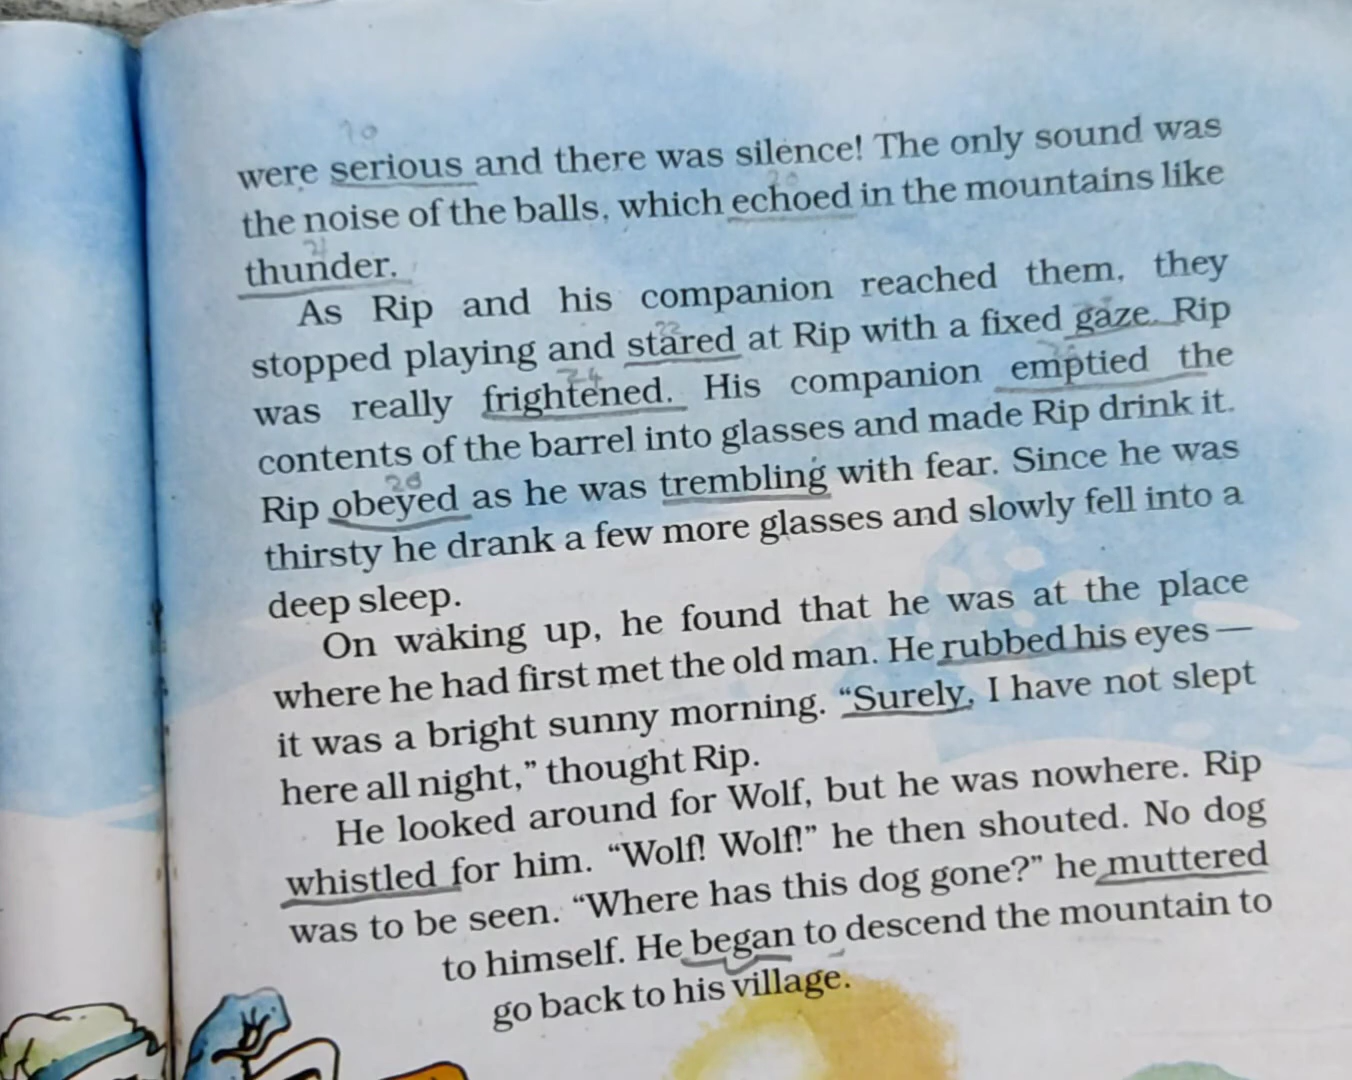 19
were serious and there was silence! The only sound was
20
the noise of the balls, which echoed in the mountains like
21
thunder.
As Rip and his companion reached them, they
22
stopped playing and stared at Rip with a fixed gaze. Rip
24
was really frightened. His companion emptied the
contents of the barrel into glasses and made Rip drink it.
26
Rip obeyed as he was trembling with fear. Since he was
thirsty he drank a few more glasses and slowly fell into a
deep sleep.
On waking up, he found that he was at the place
where he had first met the old man. He rubbed his eyes —
it was a bright sunny morning. “Surely, I have not slept
here all night,” thought Rip.
He looked around for Wolf, but he was nowhere. Rip
whistled for him. “Wolf! Wolf!” he then shouted. No dog
was to be seen. “Where has this dog gone?” he muttered
to himself. He began to descend the mountain to
go back to his village.